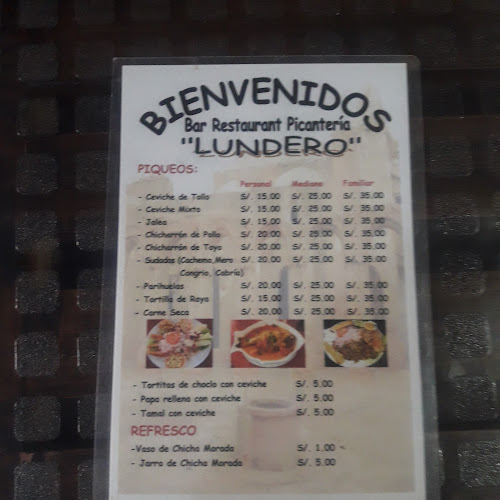 BIENVENIDOS
Bar Restaurant Picantería
"LUNDERO"
PIQUEOS:
Personal Mediano Familiar
- Ceviche de Tollo S/. 15.00 S/. 25.00 S/. 35.00
- Ceviche Mixto S/. 15.00 S/. 25.00 S/. 35.00
- Jalea S/. 15.00 S/. 25.00 S/. 35.00
- Chicharrón de Pollo S/. 20.00 S/. 25.00 S/. 35.00
- Chicharrón de Toyo S/. 20.00 S/. 25.00 S/. 35.00
- Sudados (Cachema,Mero S/. 20.00 S/. 25.00 S/. 35.00
Congrio, Cabría)
- Parihuelas S/. 20.00 S/. 25.00 S/. 35.00
- Tortilla de Raya S/. 15.00 S/. 25.00 S/. 35.00
- Carne Seca S/. 20.00 S/. 25.00 S/. 35.00
- Tortitas de choclo con ceviche S/. 5.00
- Papa rellena con ceviche S/. 5.00
- Tamal con ceviche S/. 5.00
REFRESCO
-Vaso de Chicha Morada S/. 1.00
- Jarra de Chicha Morada S/. 5.00